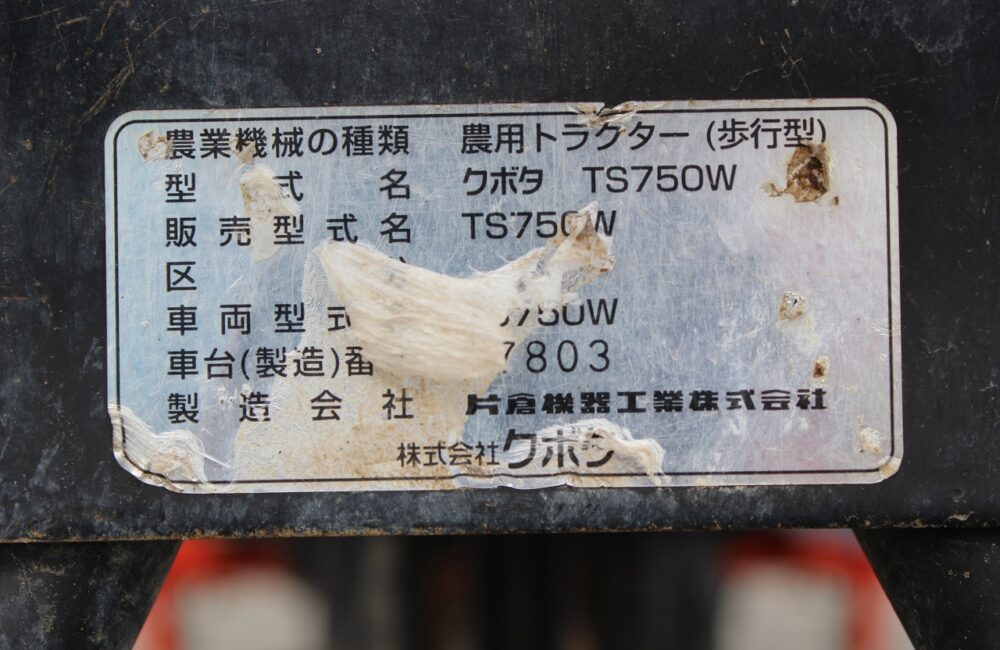 農業機械の種類 農用トラクター (歩行型)
型式名 クボタ TS750W
販売型式名 TS750W
区
車両型式 750W
車台(製造)番 7803
製造会社 片倉機器工業株式会社
株式会社クボタ